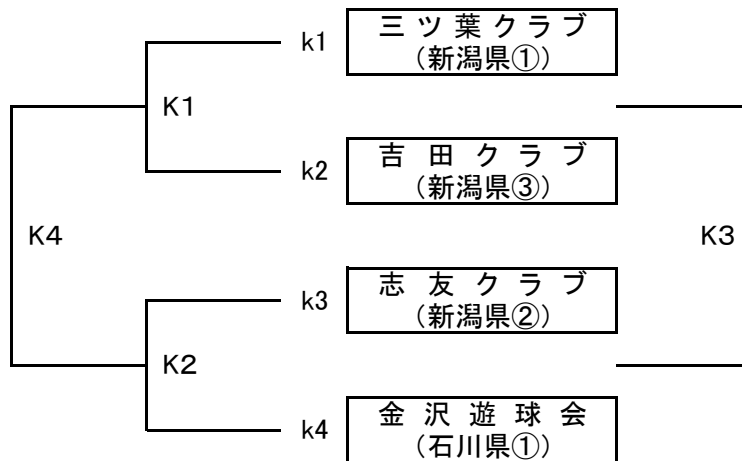 k1
三ツ葉クラブ
（新潟県①）
K1
k2
吉田クラブ
（新潟県③）
K4
K3
k3
志友クラブ
（新潟県②）
K2
k4
金沢遊球会
（石川県①）